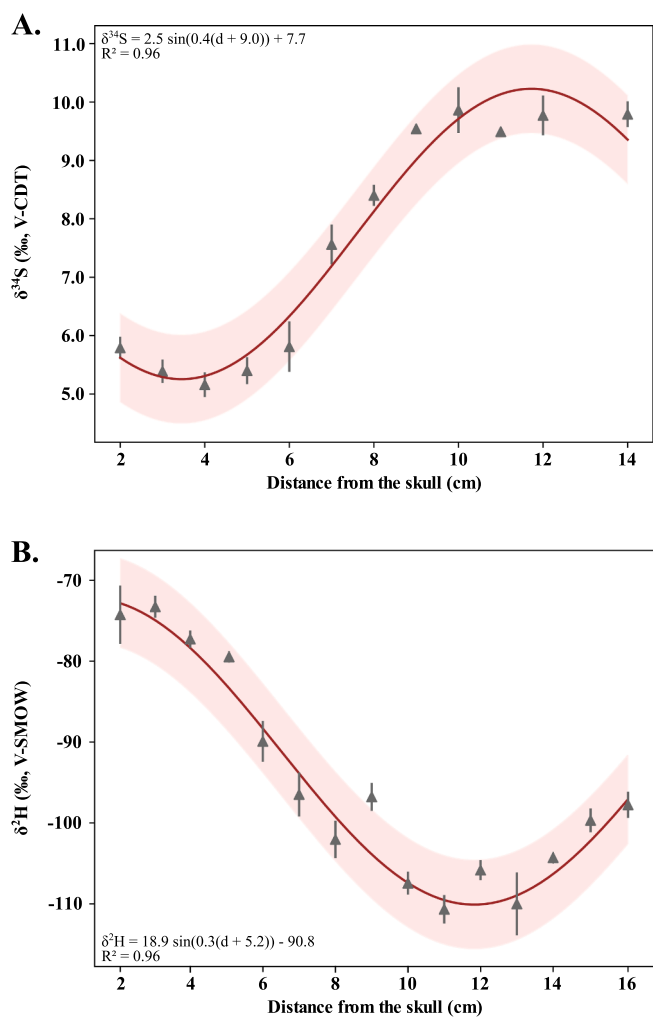 A.
δ³⁴S = 2.5 sin(0.4(d + 9.0)) + 7.7
R² = 0.96
11.0
10.0
9.0
8.0
7.0
6.0
5.0
δ³⁴S (‰, V-CDT)
2 4 6 8 10 12 14
Distance from the skull (cm)
B.
-70
-80
-90
-100
-110
δ²H (‰, V-SMOW)
δ²H = 18.9 sin(0.3(d + 5.2)) - 90.8
R² = 0.96
2 4 6 8 10 12 14 16
Distance from the skull (cm)